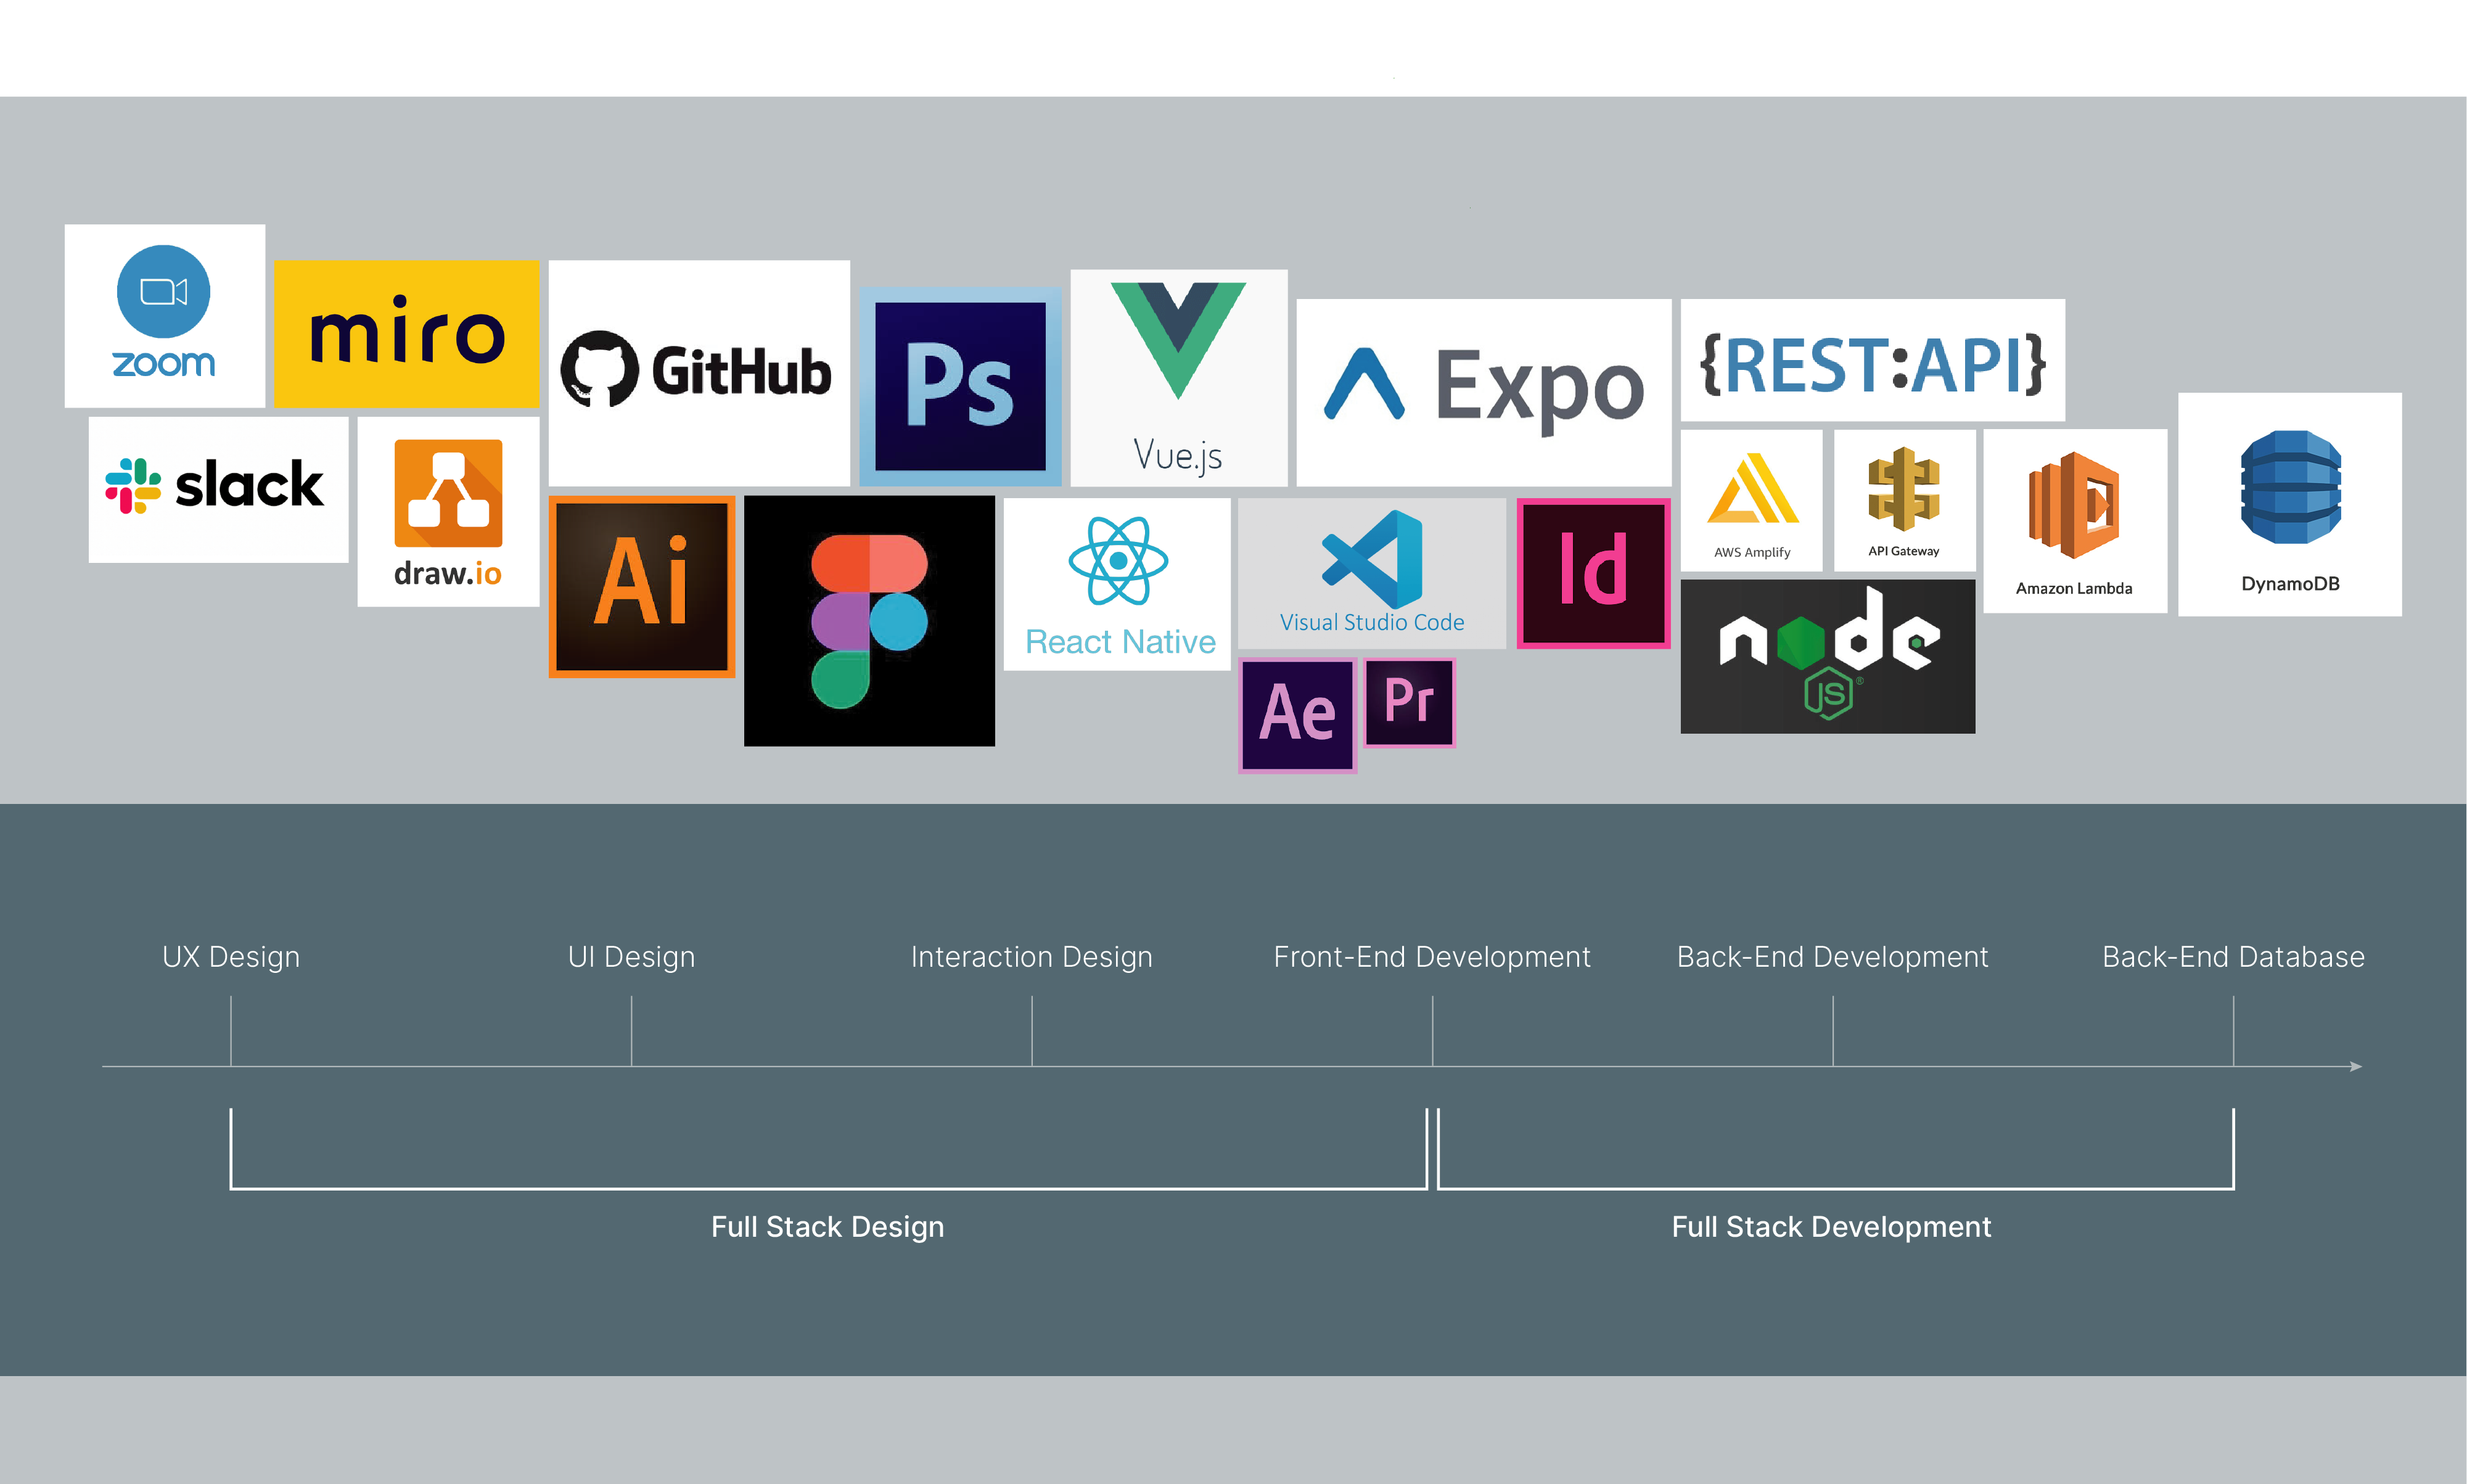 zoom
miro
GitHub
Ps
Vue.js
Expo
{REST:API}
slack
draw.io
Ai
React Native
Visual Studio Code
Id
AWS Amplify
API Gateway
Amazon Lambda
DynamoDB
Ae
Pr
node
JS®
UX Design
UI Design
Interaction Design
Front-End Development
Back-End Development
Back-End Database
Full Stack Design
Full Stack Development